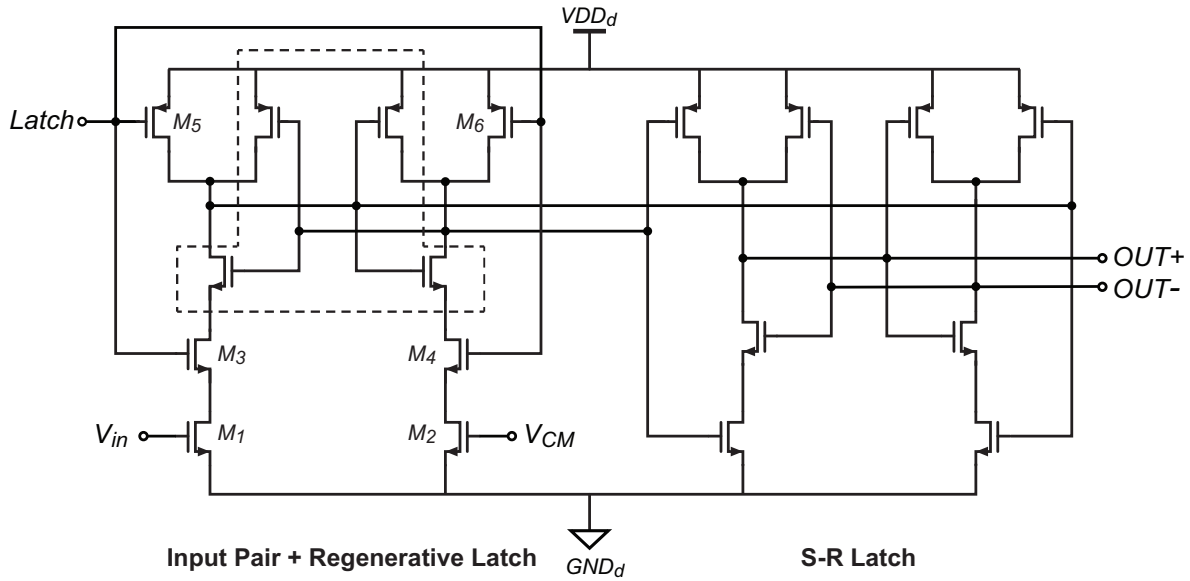 VDDd
Latch
M5
M6
OUT+
OUT-
M3
M4
Vin
M1
M2
VCM
Input Pair + Regenerative Latch
GNDd
S-R Latch